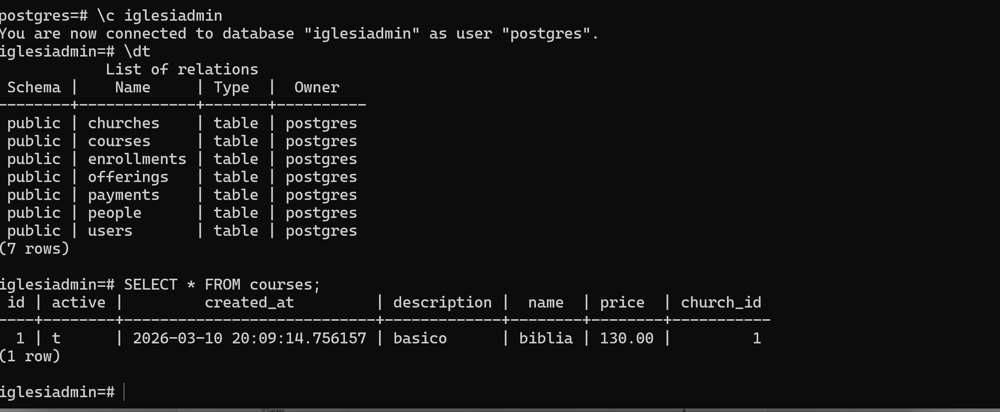 postgres=# \c iglesiadmin
You are now connected to database "iglesiadmin" as user "postgres".
iglesiadmin=# \dt
            List of relations
 Schema |    Name     | Type  |  Owner
--------+-------------+-------+----------
 public | churches    | table | postgres
 public | courses     | table | postgres
 public | enrollments | table | postgres
 public | offerings   | table | postgres
 public | payments    | table | postgres
 public | people      | table | postgres
 public | users       | table | postgres
(7 rows)

iglesiadmin=# SELECT * FROM courses;
 id | active |         created_at         | description |  name  | price  | church_id
----+--------+----------------------------+-------------+--------+--------+-----------
  1 | t      | 2026-03-10 20:09:14.756157 | basico      | biblia | 130.00 |         1
(1 row)

iglesiadmin=#
Cursos